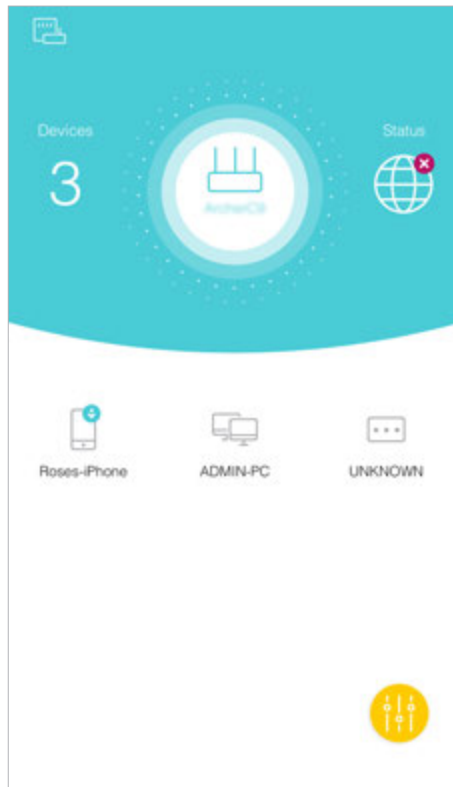 Devices
Status
3
Roses-iPhone
ADMIN-PC
UNKNOWN